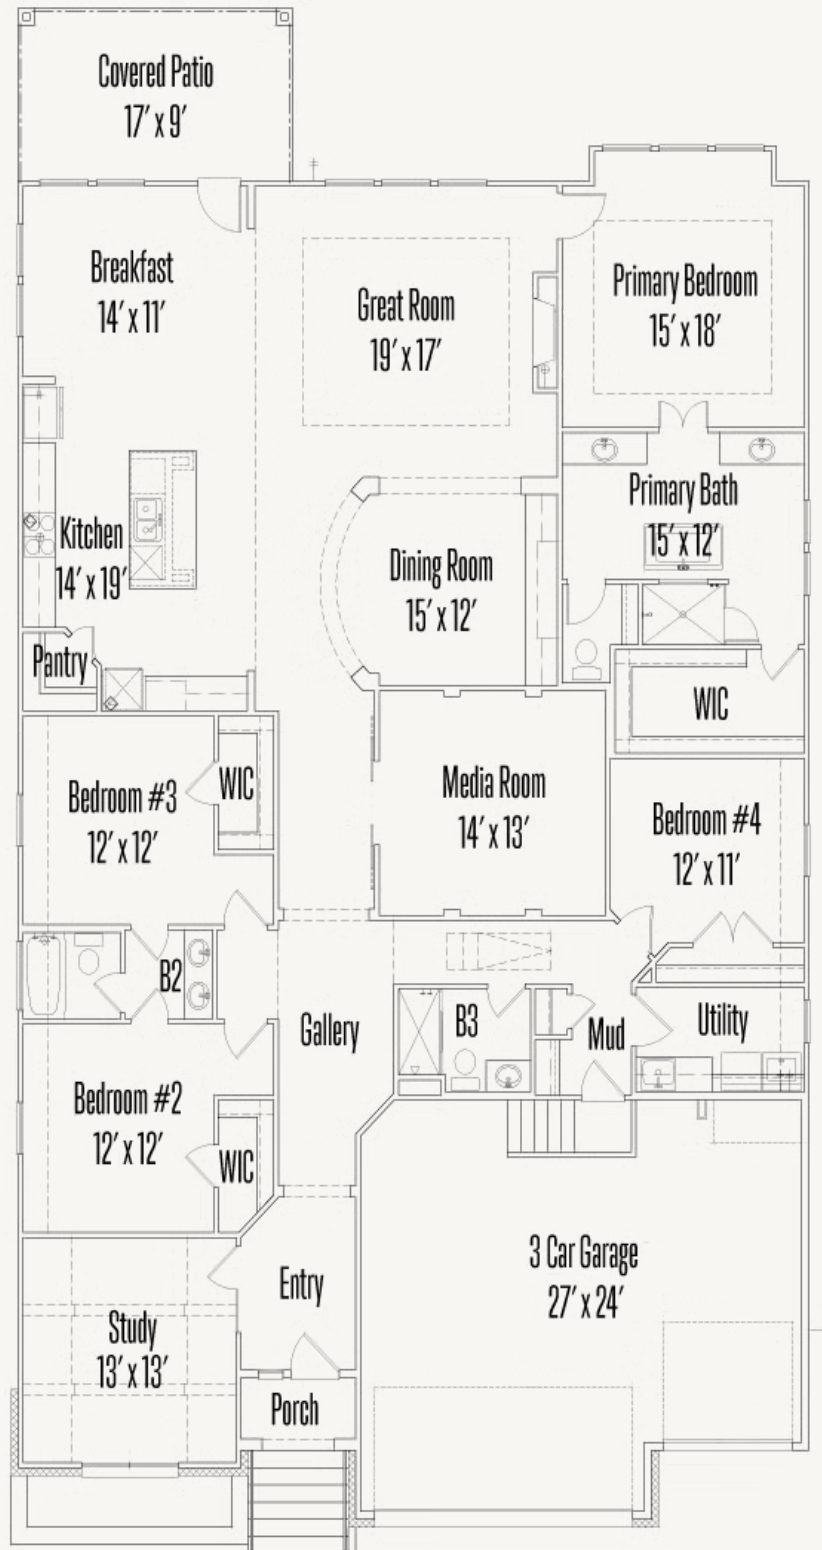 Covered Patio
17' x 9'
Breakfast
14' x 11'
Great Room
19' x 17'
Primary Bedroom
15' x 18'
Kitchen
14' x 19'
Dining Room
15' x 12'
Primary Bath
15' x 12'
Pantry
WIC
Bedroom #3
12' x 12'
WIC
Media Room
14' x 13'
Bedroom #4
12' x 11'
B2
Gallery
B3
Mud
Utility
Bedroom #2
12' x 12'
WIC
Entry
3 Car Garage
27' x 24'
Study
13' x 13'
Porch